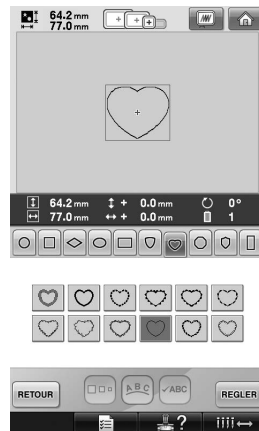 64.2 mm
77.0 mm
64.2 mm + 0.0 mm 0°
77.0 mm + 0.0 mm 1
RETOUR ABC ✓ABC REGLER
?